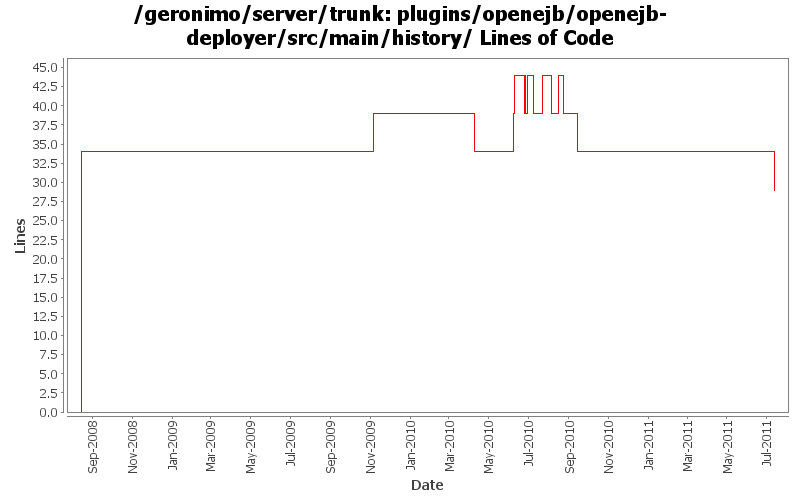 /geronimo/server/trunk: plugins/openejb/openejb-
deployer/src/main/history/ Lines of Code
45.0
42.5
40.0
37.5
35.0
32.5
30.0
27.5
25.0
22.5
20.0
17.5
15.0
12.5
10.0
7.5
5.0
2.5
0.0
Lines
Sep-2008
Nov-2008
Jan-2009
Mar-2009
May-2009
Jul-2009
Sep-2009
Nov-2009
Jan-2010
Mar-2010
May-2010
Jul-2010
Sep-2010
Nov-2010
Jan-2011
Mar-2011
May-2011
Jul-2011
Date